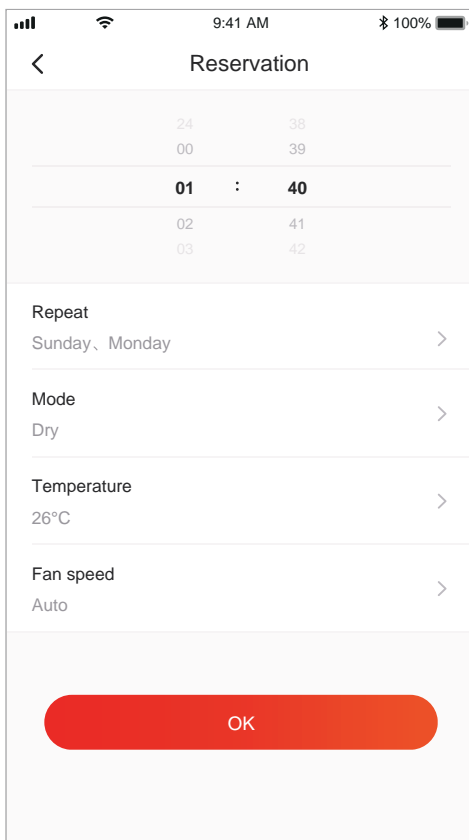 9:41 AM 100%
Reservation
24 38
00 39
01 : 40
02 41
03 42
Repeat
Sunday、Monday
Mode
Dry
Temperature
26°C
Fan speed
Auto
OK